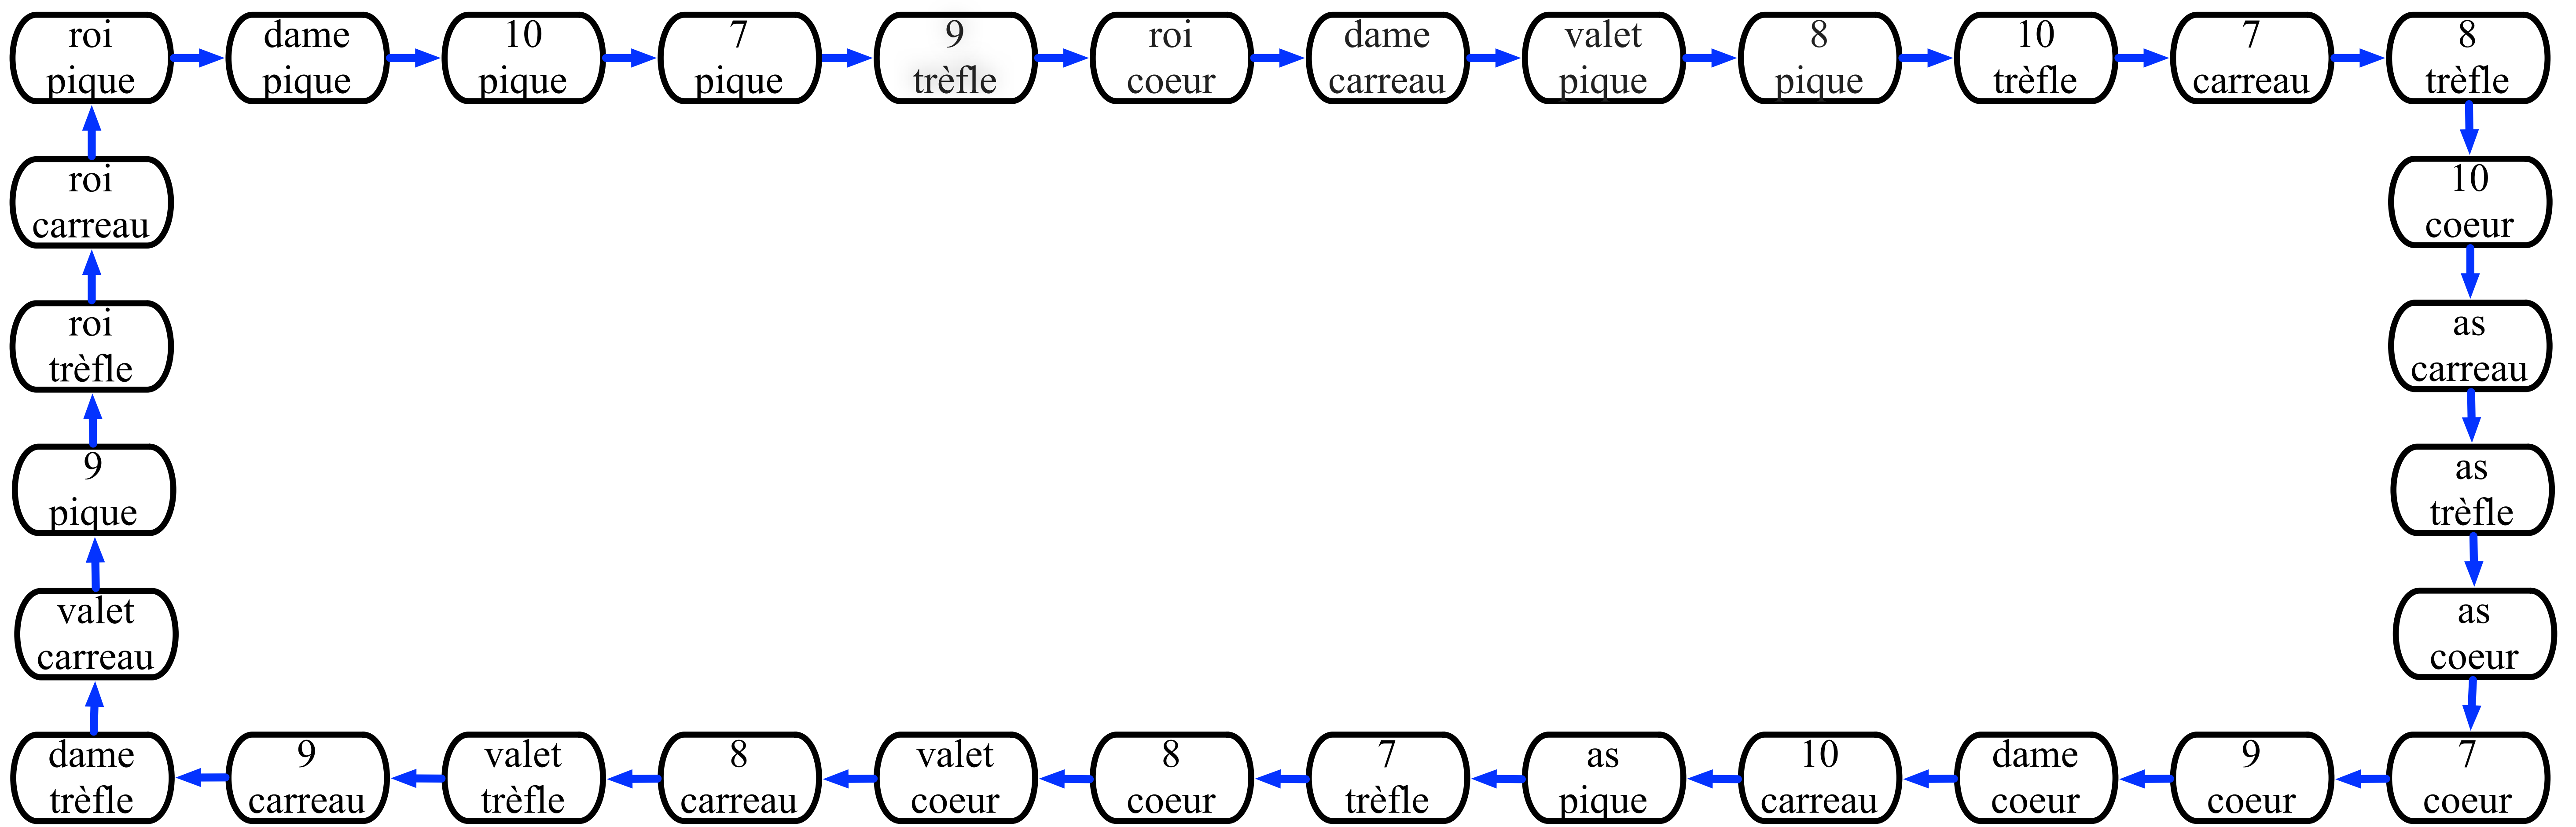 roi
pique
dame
pique
10
pique
7
pique
9
trèfle
roi
coeur
dame
carreau
valet
pique
8
pique
10
trèfle
7
carreau
8
trèfle
10
coeur
as
carreau
as
trèfle
as
coeur
7
coeur
9
coeur
dame
coeur
10
carreau
as
pique
7
trèfle
8
coeur
valet
coeur
8
carreau
valet
trèfle
9
carreau
dame
trèfle
valet
carreau
9
pique
roi
trèfle
roi
carreau